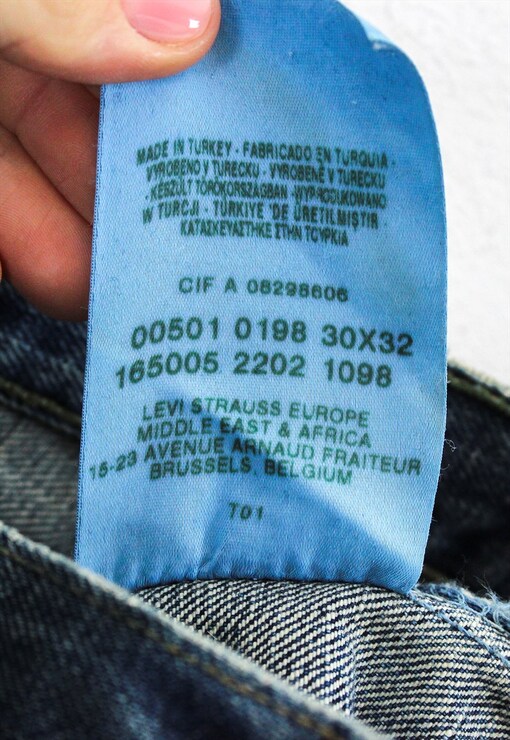 MADE IN TURKEY - FABRICADO EN TURQUIA -
VYROBENO V TURECKU - VYROBENÉ V TURECKU
- KÉSZÜLT TÖRÖKORSZÁGBAN - WYPRODUKOWANO
W TURCJI - TÜRKIYE 'DE ÜRETILMIŞTIR -
ΚΑΤΑΣΚΕΥΑΣΤΗΚΕ ΣΤΗΝ ΤΟΥΡΚΙΑ
CIF A 08298606
00501 0198 30X32
165005 2202 1098
LEVI STRAUSS EUROPE
MIDDLE EAST & AFRICA
15-23 AVENUE ARNAUD FRAITEUR
BRUSSELS, BELGIUM
T01